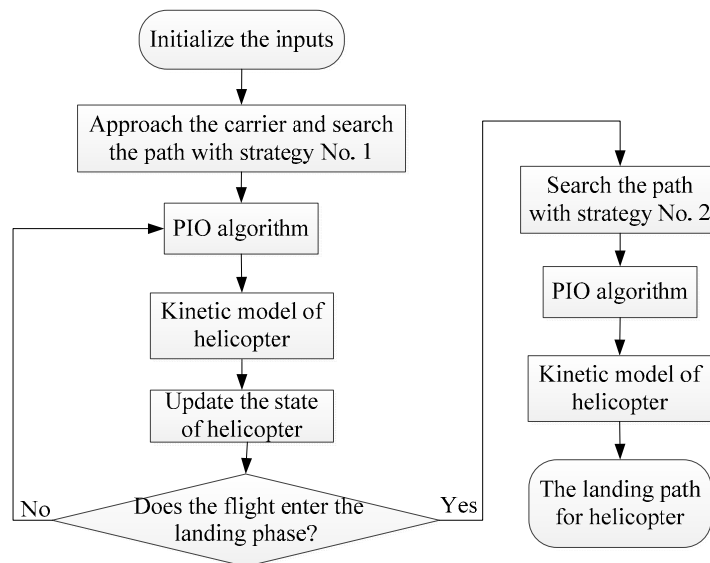 Initialize the inputs
Approach the carrier and search
the path with strategy No. 1
PIO algorithm
Kinetic model of
helicopter
Update the state
of helicopter
Does the flight enter the
landing phase?
No
Yes
Search the path
with strategy No. 2
PIO algorithm
Kinetic model of
helicopter
The landing path
for helicopter